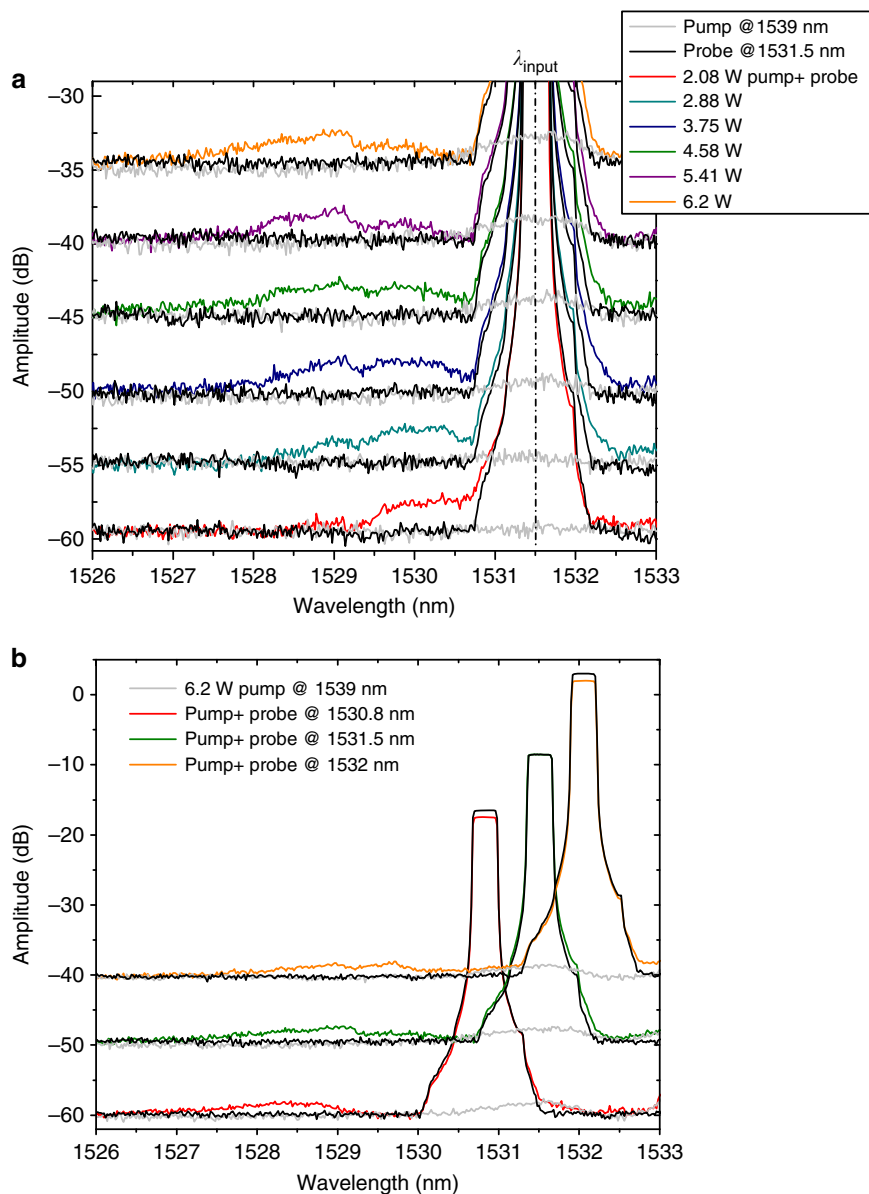 Pump @1539 nm
Probe @1531.5 nm
2.08 W pump+ probe
2.88 W
3.75 W
4.58 W
5.41 W
6.2 W
a
λinput
−30
−35
−40
−45
−50
−55
−60
Amplitude (dB)
1526 1527 1528 1529 1530 1531 1532 1533
Wavelength (nm)
b
6.2 W pump @ 1539 nm
Pump+ probe @ 1530.8 nm
Pump+ probe @ 1531.5 nm
Pump+ probe @ 1532 nm
0
−10
−20
−30
−40
−50
−60
Amplitude (dB)
1526 1527 1528 1529 1530 1531 1532 1533
Wavelength (nm)